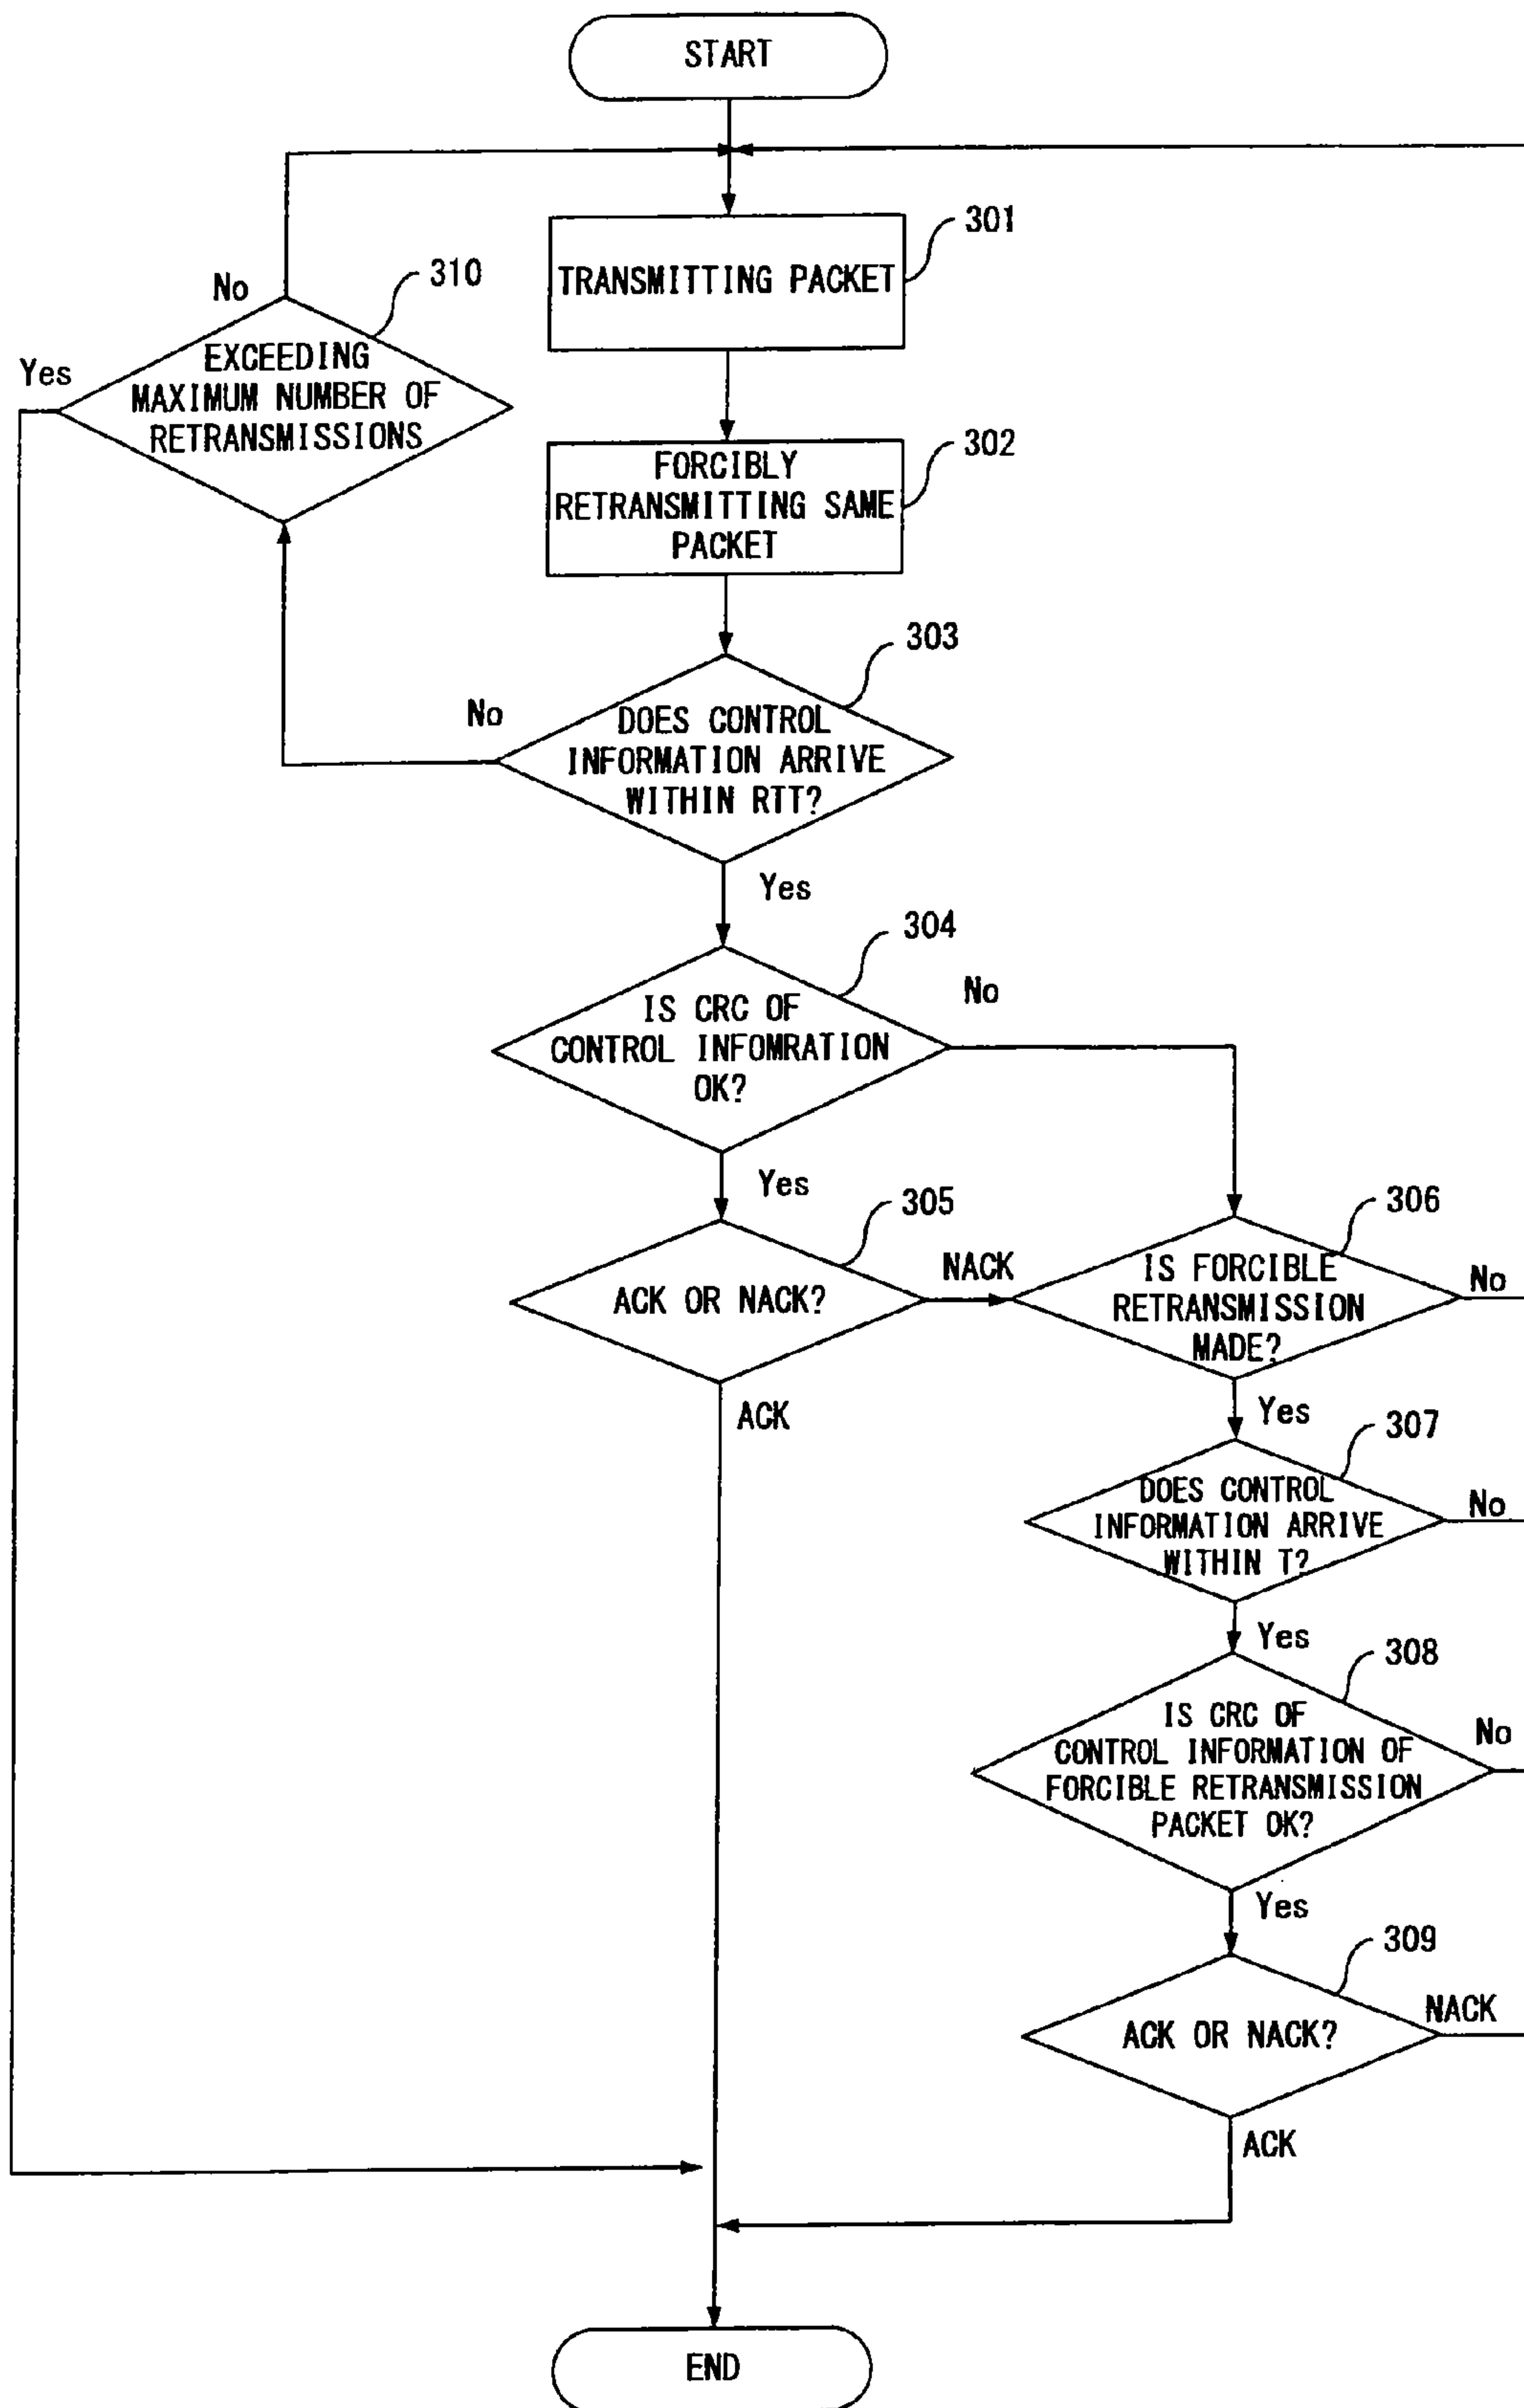 START
301
TRANSMITTING PACKET
310
No
Yes
EXCEEDING
MAXIMUM NUMBER OF
RETRANSMISSIONS
302
FORCIBLY
RETRANSMITTING SAME
PACKET
303
No
DOES CONTROL
INFORMATION ARRIVE
WITHIN RTT?
Yes
304
No
IS CRC OF
CONTROL INFOMRATION
OK?
Yes
305
ACK OR NACK?
NACK
ACK
306
IS FORCIBLE
RETRANSMISSION
MADE?
No
Yes
307
DOES CONTROL
INFORMATION ARRIVE
WITHIN T?
No
Yes
308
IS CRC OF
CONTROL INFORMATION OF
FORCIBLE RETRANSMISSION
PACKET OK?
No
Yes
309
ACK OR NACK?
NACK
ACK
END